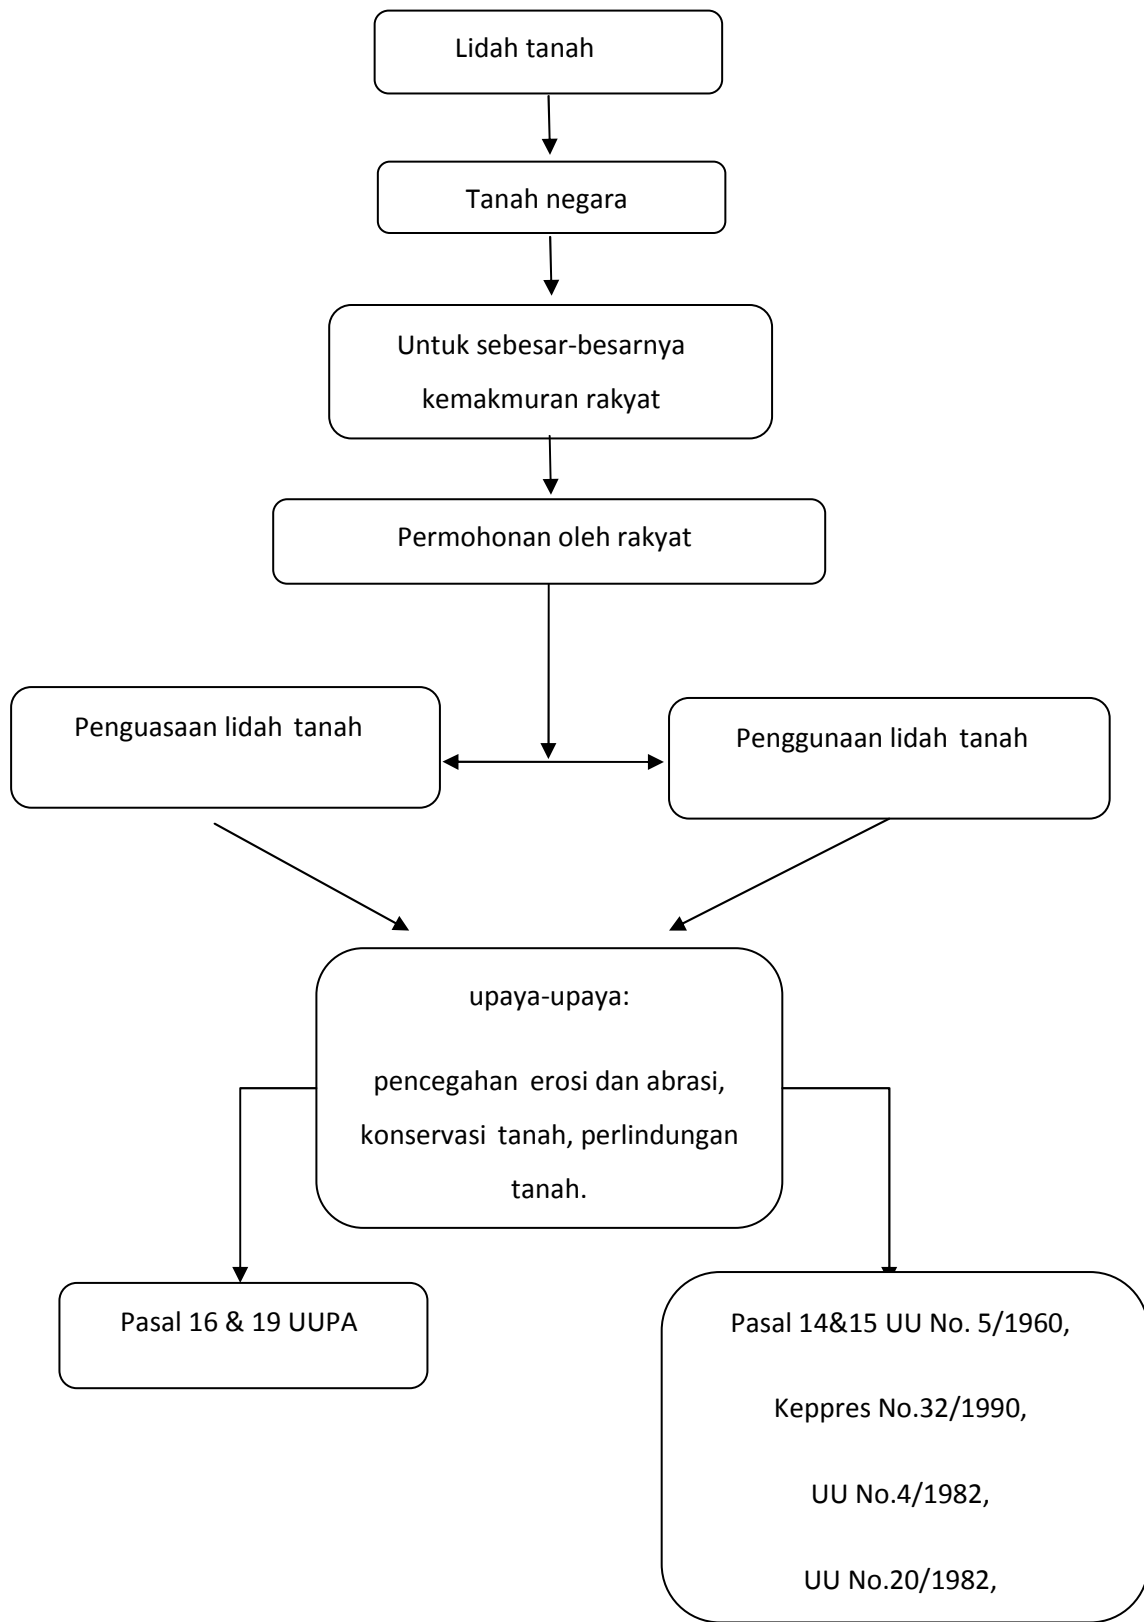 Lidah tanah
Tanah negara
Untuk sebesar-besarnya
kemakmuran rakyat
Permohonan oleh rakyat
Penguasaan lidah tanah
Penggunaan lidah tanah
upaya-upaya:
pencegahan erosi dan abrasi,
konservasi tanah, perlindungan
tanah.
Pasal 16 & 19 UUPA
Pasal 14&15 UU No. 5/1960,
Keppres No.32/1990,
UU No.4/1982,
UU No.20/1982,